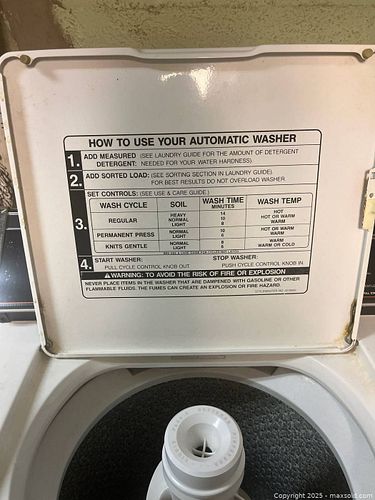 HOW TO USE YOUR AUTOMATIC WASHER
1. ADD MEASURED (SEE LAUNDRY GUIDE FOR THE AMOUNT OF DETERGENT
DETERGENT: NEEDED FOR YOUR WATER HARDNESS)
2. ADD SORTED LOAD: (SEE SORTING SECTION IN LAUNDRY GUIDE)
FOR BEST RESULTS DO NOT OVERLOAD WASHER
3. SET CONTROLS: (SEE USE & CARE GUIDE)
WASH CYCLE SOIL WASH TIME MINUTES WASH TEMP
REGULAR HEAVY 14 HOT
NORMAL 10 HOT OR WARM
LIGHT 8 WARM
PERMANENT PRESS NORMAL 10 HOT OR WARM
LIGHT 6 WARM
KNITS GENTLE NORMAL 8 WARM
LIGHT 6 WARM OR COLD
4. START WASHER: STOP WASHER:
PULL CYCLE CONTROL KNOB OUT PUSH CYCLE CONTROL KNOB IN
WARNING: TO AVOID THE RISK OF FIRE OR EXPLOSION
NEVER PLACE ITEMS IN THE WASHER THAT ARE DAMPENED WITH GASOLINE OR OTHER
FLAMMABLE FLUIDS. THE FUMES CAN CREATE AN EXPLOSION OR FIRE HAZARD.
Copyright 2025 - maxsold.com